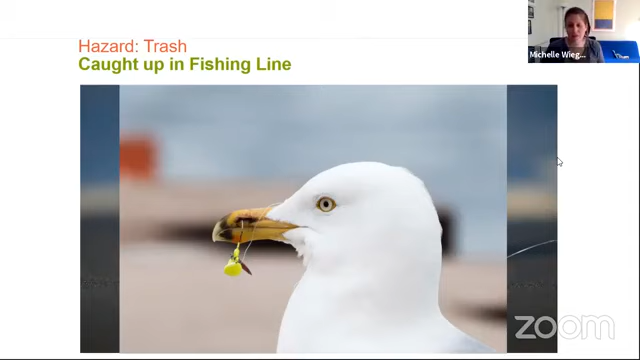 Hazard: Trash
Caught up in Fishing Line
Michelle Wieg...
zoom